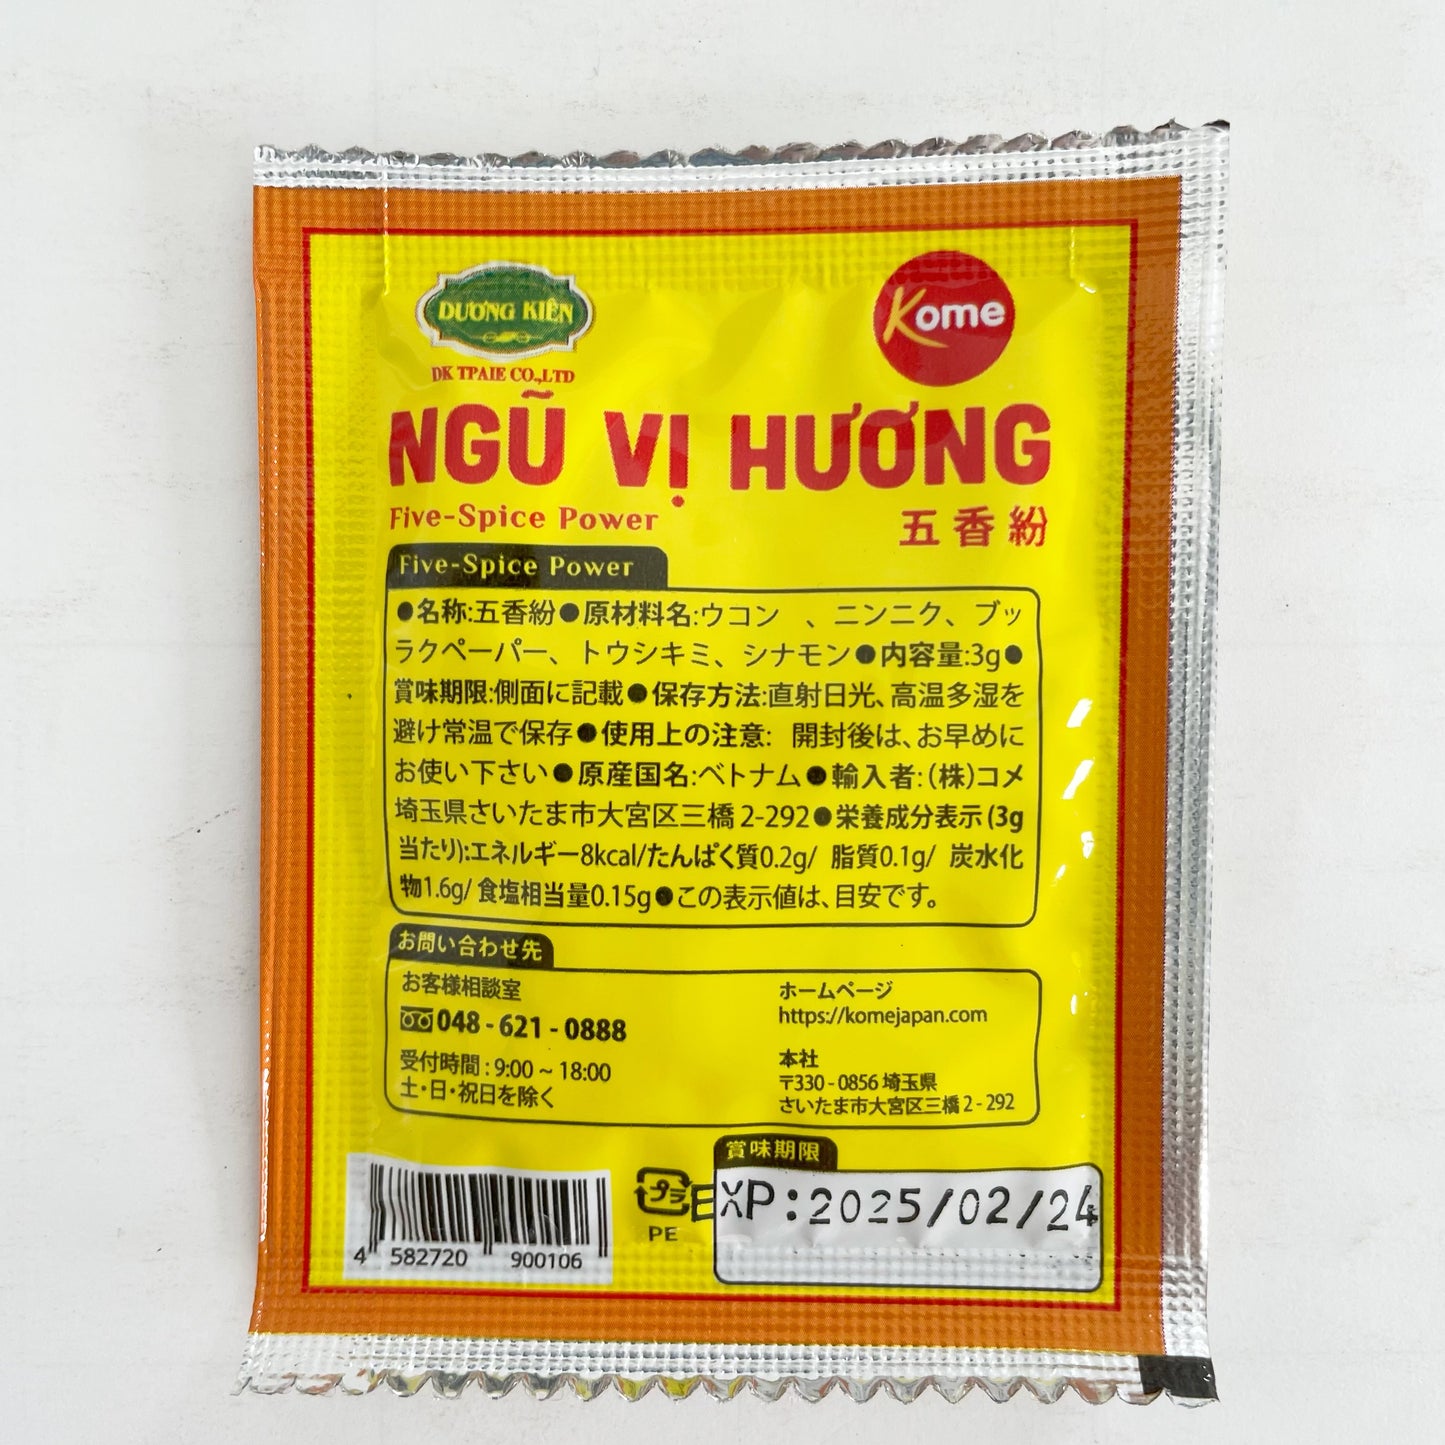 DƯƠNG KIÊN
DK TPAIE CO.,LTD
Kome
NGŨ VỊ HƯƠNG
Five-Spice Power
五香紛
Five-Spice Power
●名称:五香紛●原材料名:ウコン 、ニンニク、ブッ
ラクペーパー、トウシキミ、シナモン●内容量:3g●
賞味期限:側面に記載●保存方法:直射日光、高温多湿を
避け常温で保存●使用上の注意: 開封後は、お早めに
お使い下さい●原産国名:ベトナム●輸入者:(株)コメ
埼玉県さいたま市大宮区三橋2-292●栄養成分表示(3g
当たり):エネルギー8kcal/たんぱく質0.2g/ 脂質0.1g/ 炭水化
物1.6g/ 食塩相当量0.15g●この表示値は、目安です。
お問い合わせ先
お客様相談室
048 - 621 - 0888
受付時間 : 9:00 ~ 18:00
土・日・祝日を除く
ホームページ
https://komejapan.com
本社
〒330 - 0856 埼玉県
さいたま市大宮区三橋 2 - 292
賞味期限
EXP:2025/02/24
プラ
PE
4 582720 900106